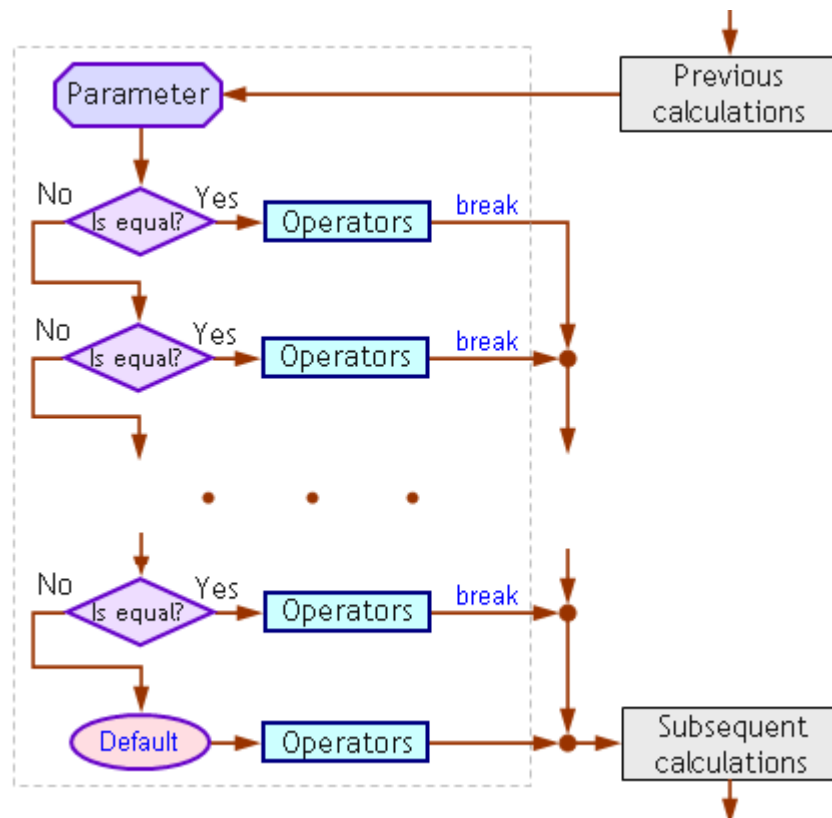 Previous
calculations
Parameter
No
Yes
Is equal?
Operators
break
No
Yes
Is equal?
Operators
break
No
Yes
Is equal?
Operators
break
Default
Operators
Subsequent
calculations